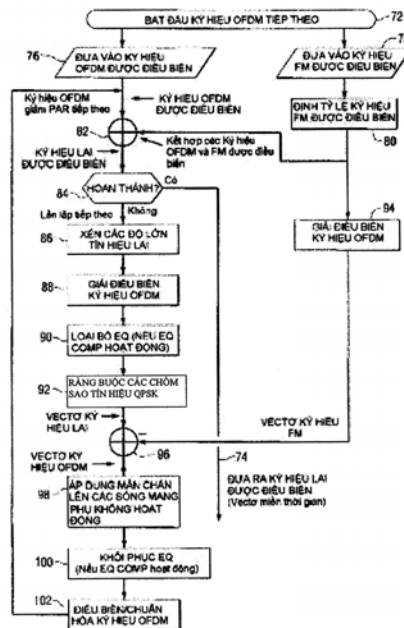 BẮT ĐẦU KÝ HIỆU OFDM TIẾP THEO
72
76
ĐƯA VÀO KÝ HIỆU
OFDM ĐƯỢC ĐIỀU BIẾN
ĐƯA VÀO KÝ HIỆU
FM ĐƯỢC ĐIỀU BIẾN
Ký hiệu OFDM
giảm PAR tiếp theo
KÝ HIỆU OFDM
ĐƯỢC ĐIỀU BIẾN
ĐỊNH TỶ LỆ KÝ HIỆU
FM ĐƯỢC ĐIỀU BIẾN
80
82
KÝ HIỆU LAI
ĐƯỢC ĐIỀU BIẾN
Kết hợp các Ký hiệu
OFDM và FM được điều
biến
84
HOÀN THÀNH?
Có
Lên lặp tiếp theo
Không
94
GIẢI ĐIỀU BIẾN
KÝ HIỆU OFDM
86
XÉN CÁC ĐỘ LỚN
TÍN HIỆU LAI
88
GIẢI ĐIỀU BIẾN
KÝ HIỆU OFDM
90
LOẠI BỎ EQ (NẾU EQ
COMP HOẠT ĐỘNG)
RÀNG BUỘC CÁC CHÒM
SAO TÍN HIỆU QPSK
92
VECTƠ KÝ
HIỆU LAI
VECTƠ KÝ HIỆU
FM
96
VECTƠ KÝ
HIỆU OFDM
74
98
ÁP DỤNG MẶN CHẮN
LÊN CÁC SÓNG MANG
PHỤ KHÔNG HOẠT
ĐỘNG
ĐƯA RA KÝ HIỆU LAI
ĐƯỢC ĐIỀU BIẾN
(Vectơ miền thời gian)
100
KHÔI PHỤC EQ
(Nếu EQ COMP hoạt động)
102
ĐIỀU BIẾN/CHUẨN
HÓA KÝ HIỆU OFDM